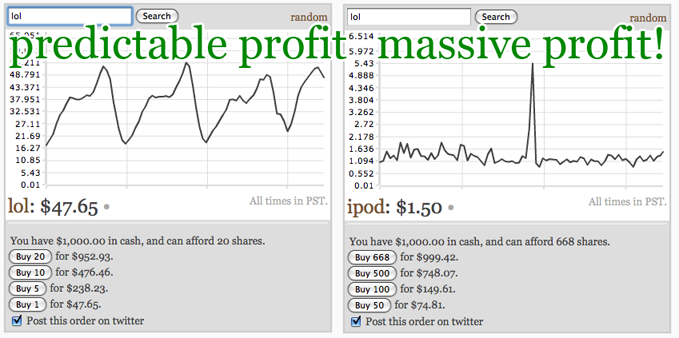 lol
Search
random
predictable profit
48.791
43.371
37.951
32.531
27.11
21.69
16.27
10.85
5.43
0.01
lol: $47.65
All times in PST.
You have $1,000.00 in cash, and can afford 20 shares.
Buy 20 for $952.93.
Buy 10 for $476.46.
Buy 5 for $238.23.
Buy 1 for $47.65.
Post this order on twitter
lol
Search
random
massive profit!
6.514
5.972
5.43
4.888
4.346
3.804
3.262
2.72
2.178
1.636
1.094
0.552
0.01
ipod: $1.50
All times in PST.
You have $1,000.00 in cash, and can afford 668 shares.
Buy 668 for $999.42.
Buy 500 for $748.07.
Buy 100 for $149.61.
Buy 50 for $74.81.
Post this order on twitter